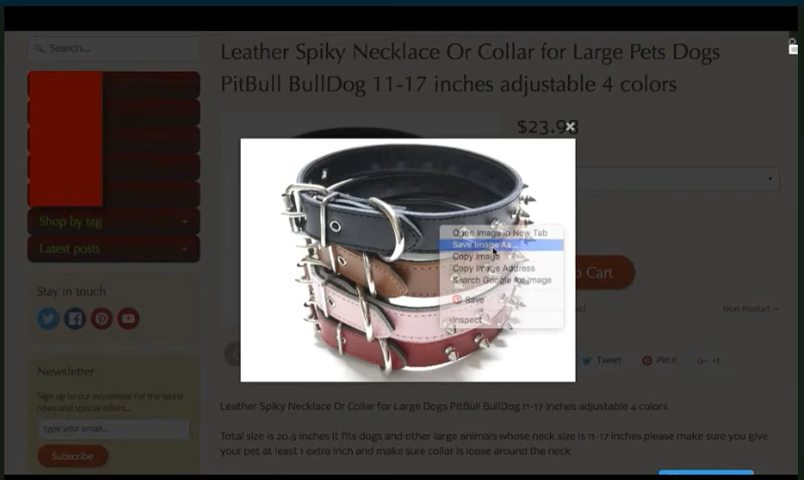 Search...
Leather Spiky Necklace Or Collar for Large Pets Dogs
PitBull BullDog 11-17 inches adjustable 4 colors
$23.98
Shop by tag
Latest posts
Open Image in New Tab
Save Image As...
Copy Image
Copy Image Address
Search Google for Image
Save
Inspect
Cart
Next Product →
Stay in touch
Tweet
Pin it
G+ +1
Newsletter
Sign up to our newsletter for the latest
news and special offers...
type your email...
Subscribe
Leather Spiky Necklace Or Collar for Large Dogs PitBull BullDog 11-17 inches adjustable 4 colors
Total size is 20.5 inches it fits dogs and other large animals whose neck size is 11-17 inches please make sure you give
your pet at least 1 extra inch and make sure collar is loose around the neck